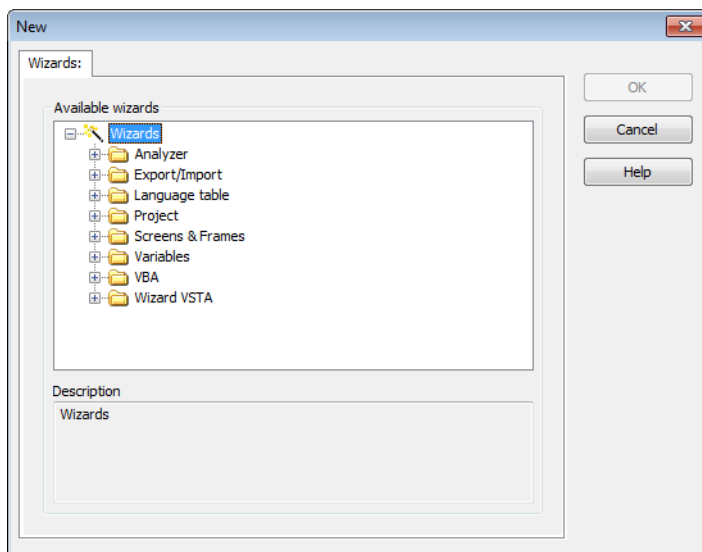 New
Wizards:
OK
Available wizards
Wizards
Cancel
Analyzer
Export/Import
Help
Language table
Project
Screens & Frames
Variables
VBA
Wizard VSTA
Description
Wizards